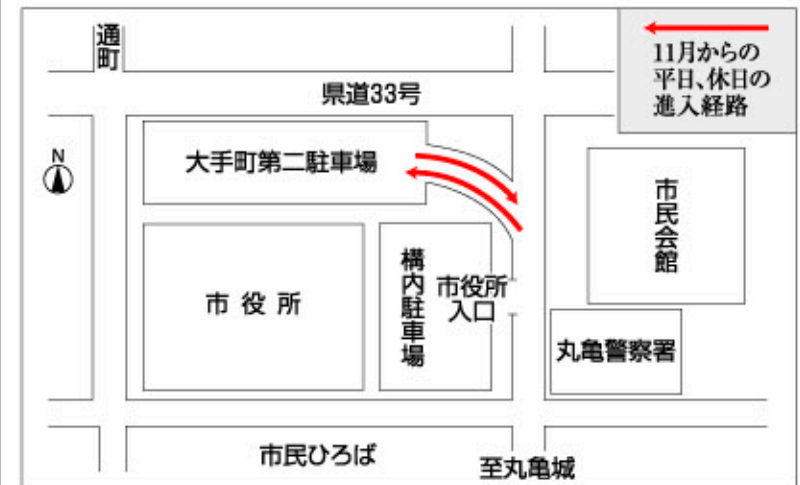 通町
11月からの
平日、休日の
進入経路
県道33号
N
大手町第二駐車場
市民会館
市役所
構内駐車場
市役所
入口
丸亀警察署
市民ひろば
至丸亀城